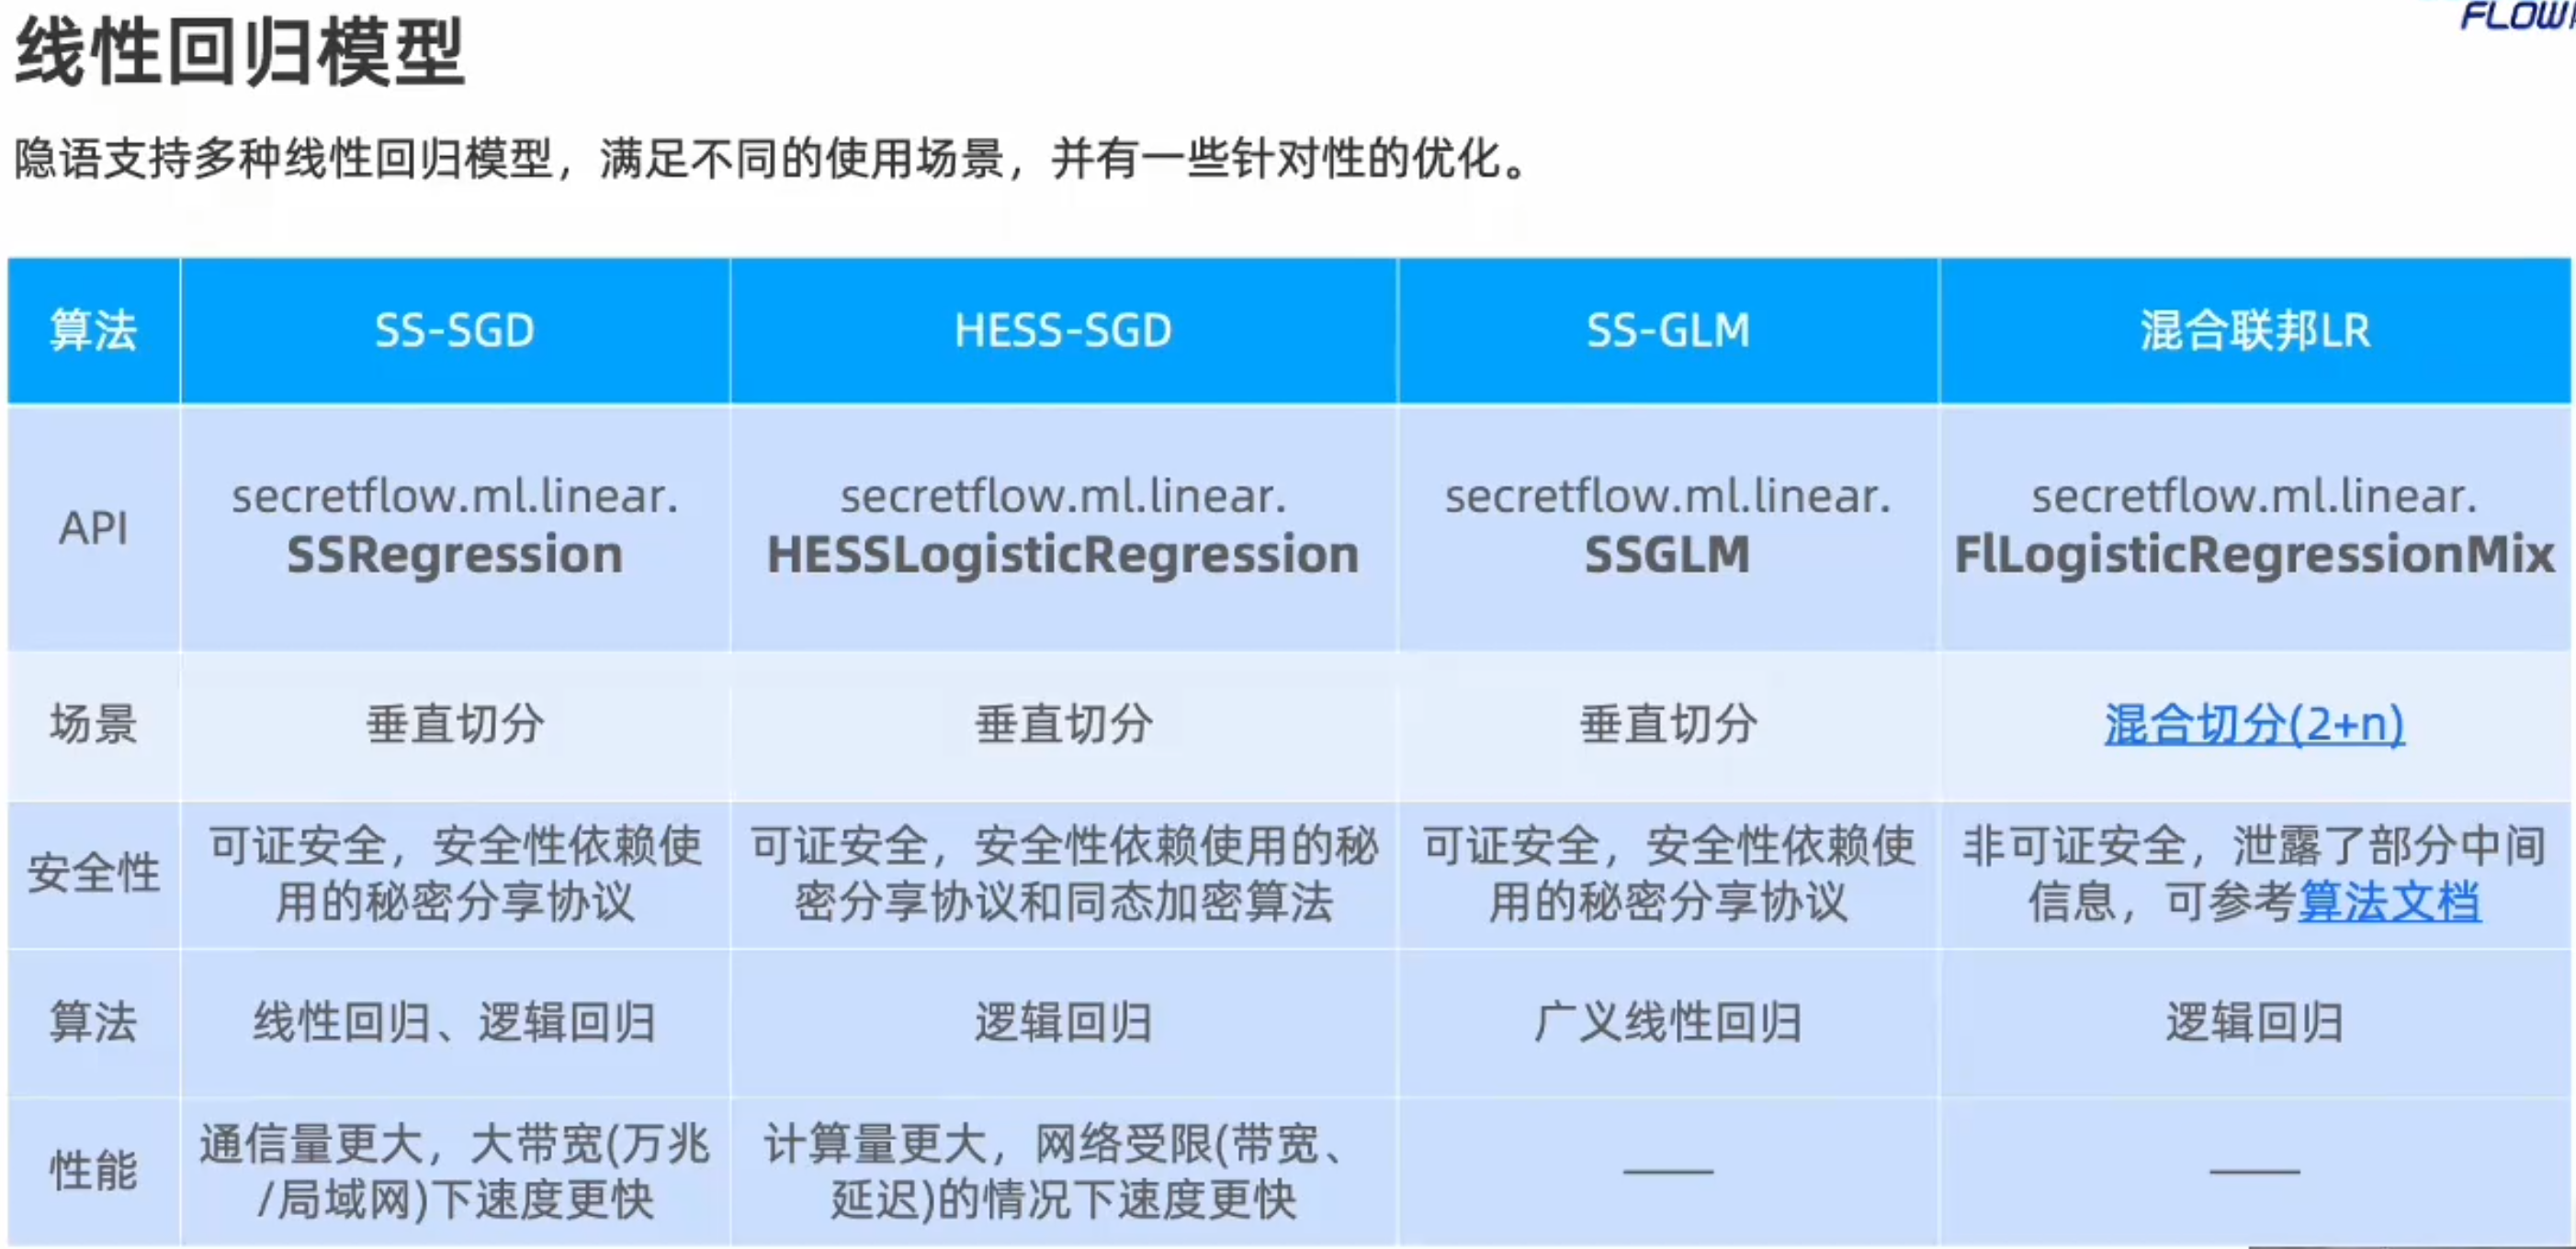 FLOW
线性回归模型
隐语支持多种线性回归模型，满足不同的使用场景，并有一些针对性的优化。
算法 SS-SGD HESS-SGD SS-GLM 混合联邦LR
API
secretflow.ml.linear.
SSRegression
secretflow.ml.linear.
HESSLogisticRegression
secretflow.ml.linear.
SSGLM
secretflow.ml.linear.
FlLogisticRegressionMix
场景 垂直切分 垂直切分 垂直切分 混合切分(2+n)
安全性
可证安全，安全性依赖使
用的秘密分享协议
可证安全，安全性依赖使用的秘
密分享协议和同态加密算法
可证安全，安全性依赖使
用的秘密分享协议
非可证安全，泄露了部分中间
信息，可参考算法文档
算法 线性回归、逻辑回归 逻辑回归 广义线性回归 逻辑回归
性能
通信量更大，大带宽(万兆
/局域网)下速度更快
计算量更大，网络受限(带宽、
延迟)的情况下速度更快
——
——